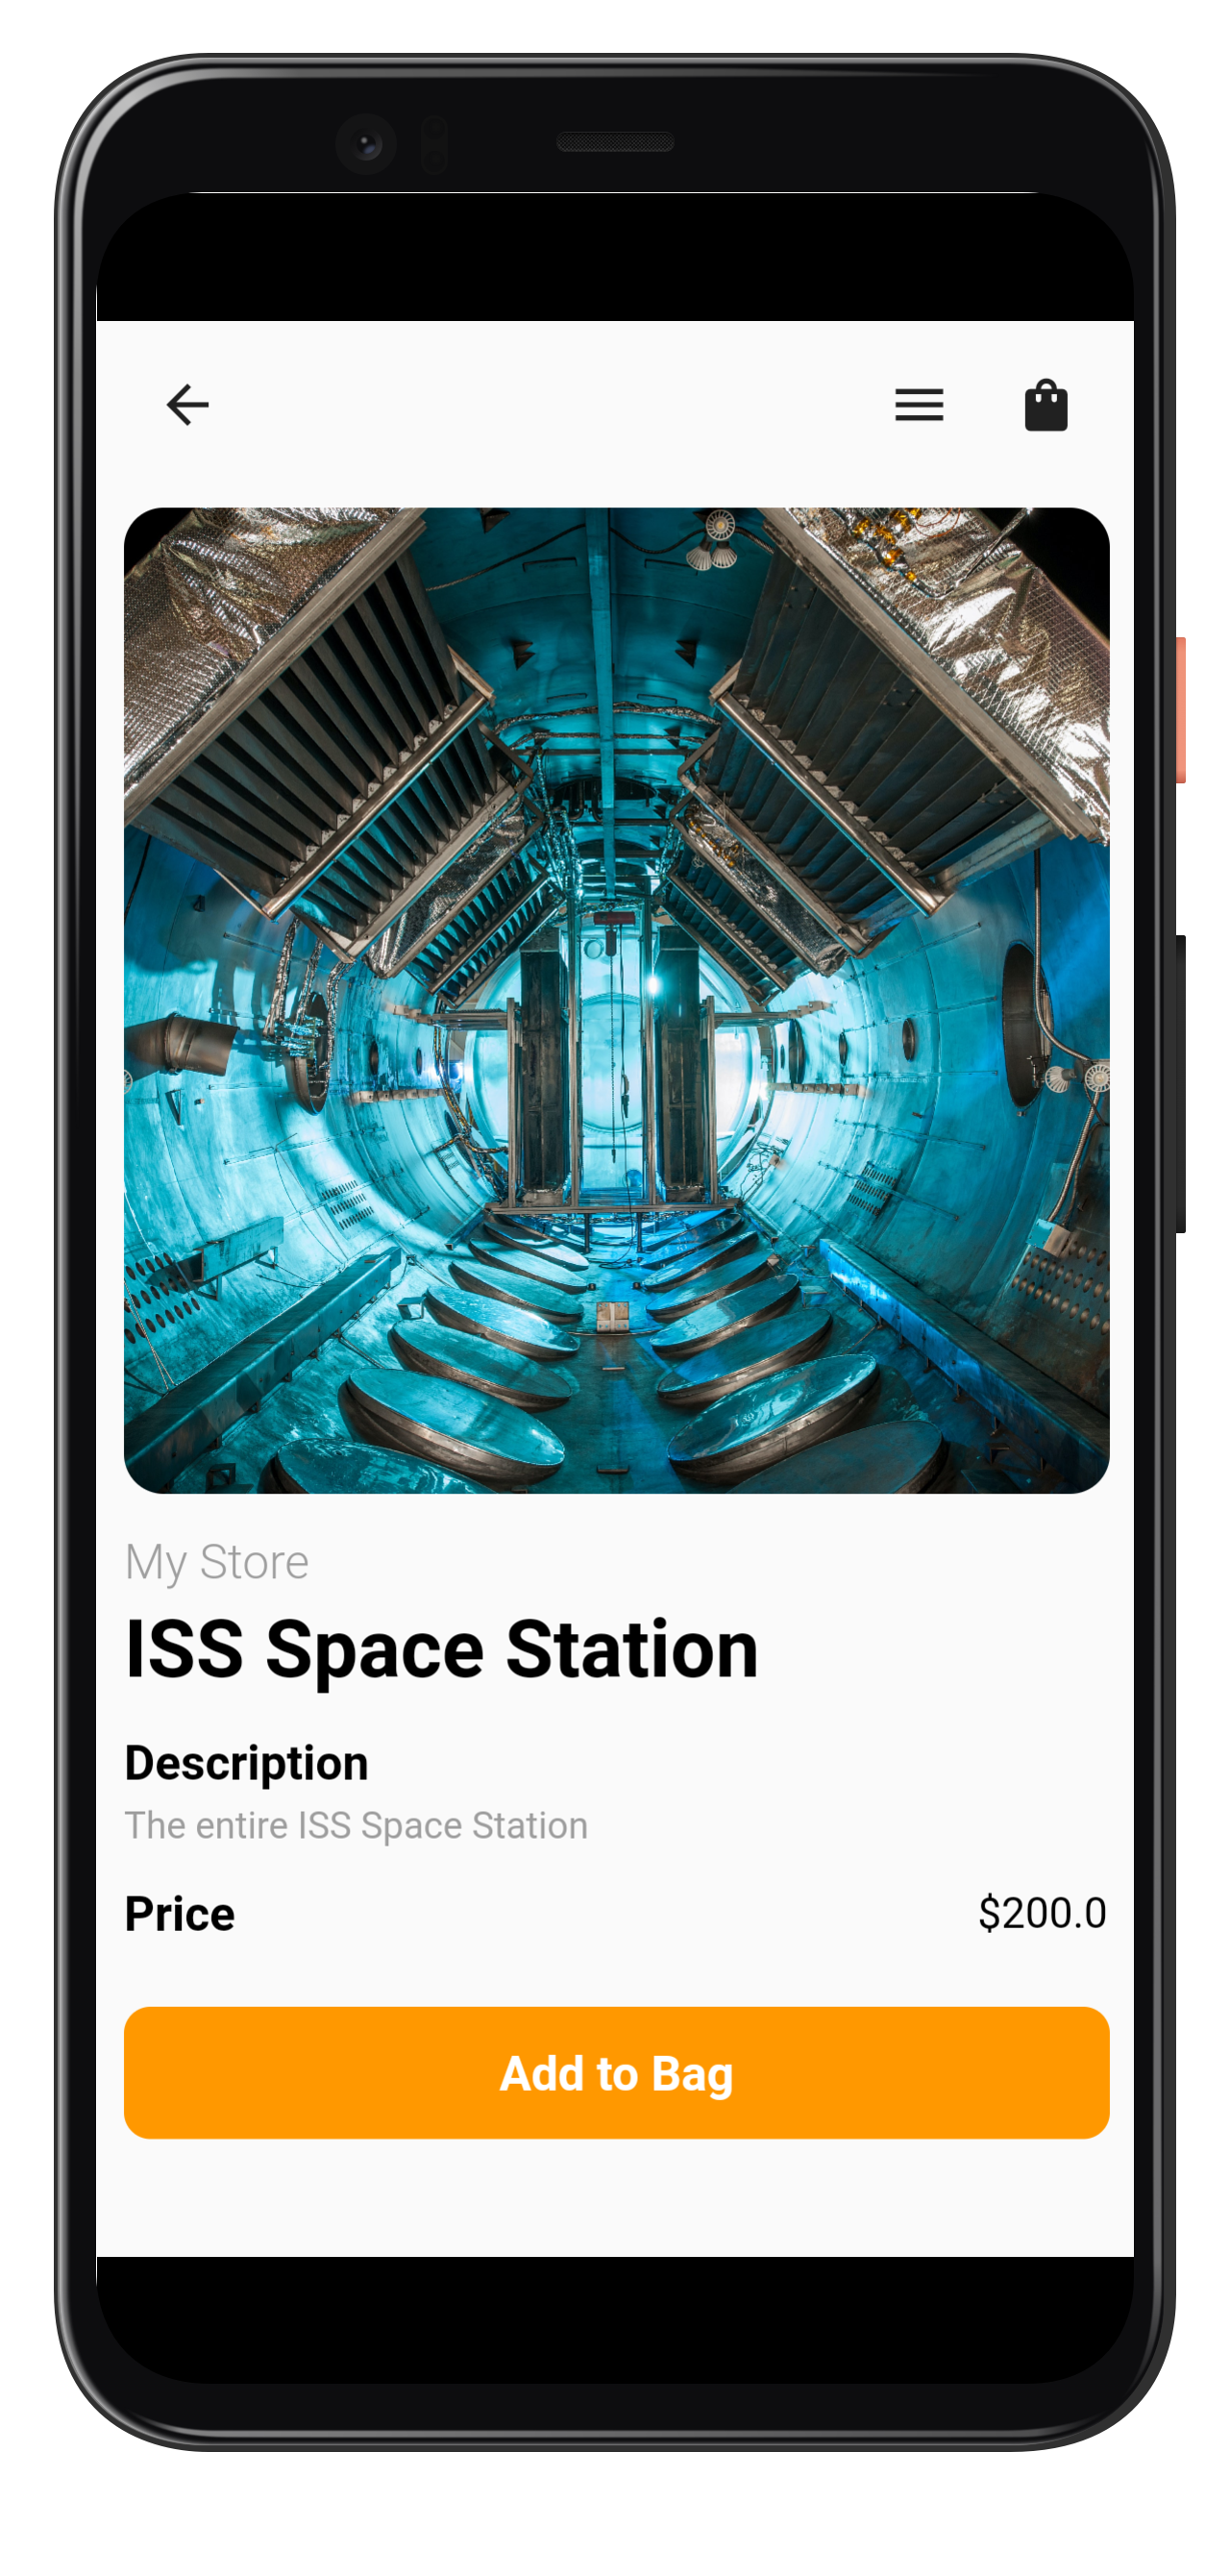 My Store
ISS Space Station
Description
The entire ISS Space Station
Price $200.0
Add to Bag